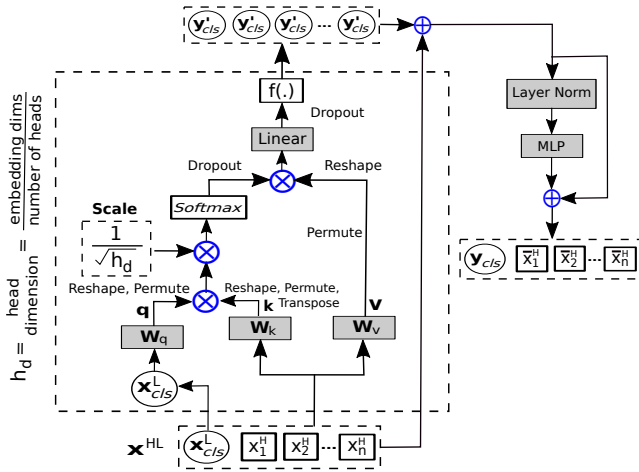 y'cls y'cls y'cls ... y'cls
f(.)
Dropout
Linear
Dropout
Reshape
Softmax
Permute
Scale
1
√hd
Reshape, Permute
Reshape, Permute,
Transpose
q
k
v
Wq
Wk
Wv
xLcls
xHL
xLcls xH1 xH2 ... xHn
hd = head dimension = embedding dims / number of heads
Layer Norm
MLP
ycls x̅H1 x̅H2 ... x̅Hn